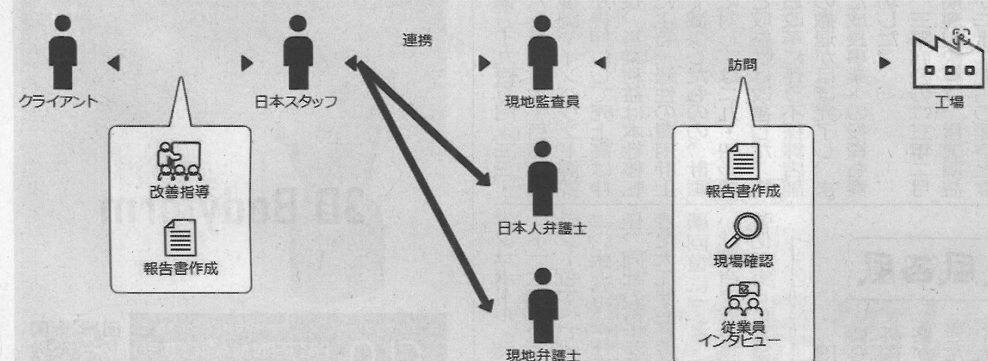 連携
訪問
クライアント
日本スタッフ
現地監査員
工場
改善指導
報告書作成
日本人弁護士
現地弁護士
報告書作成
現場確認
従業員
インタビュー